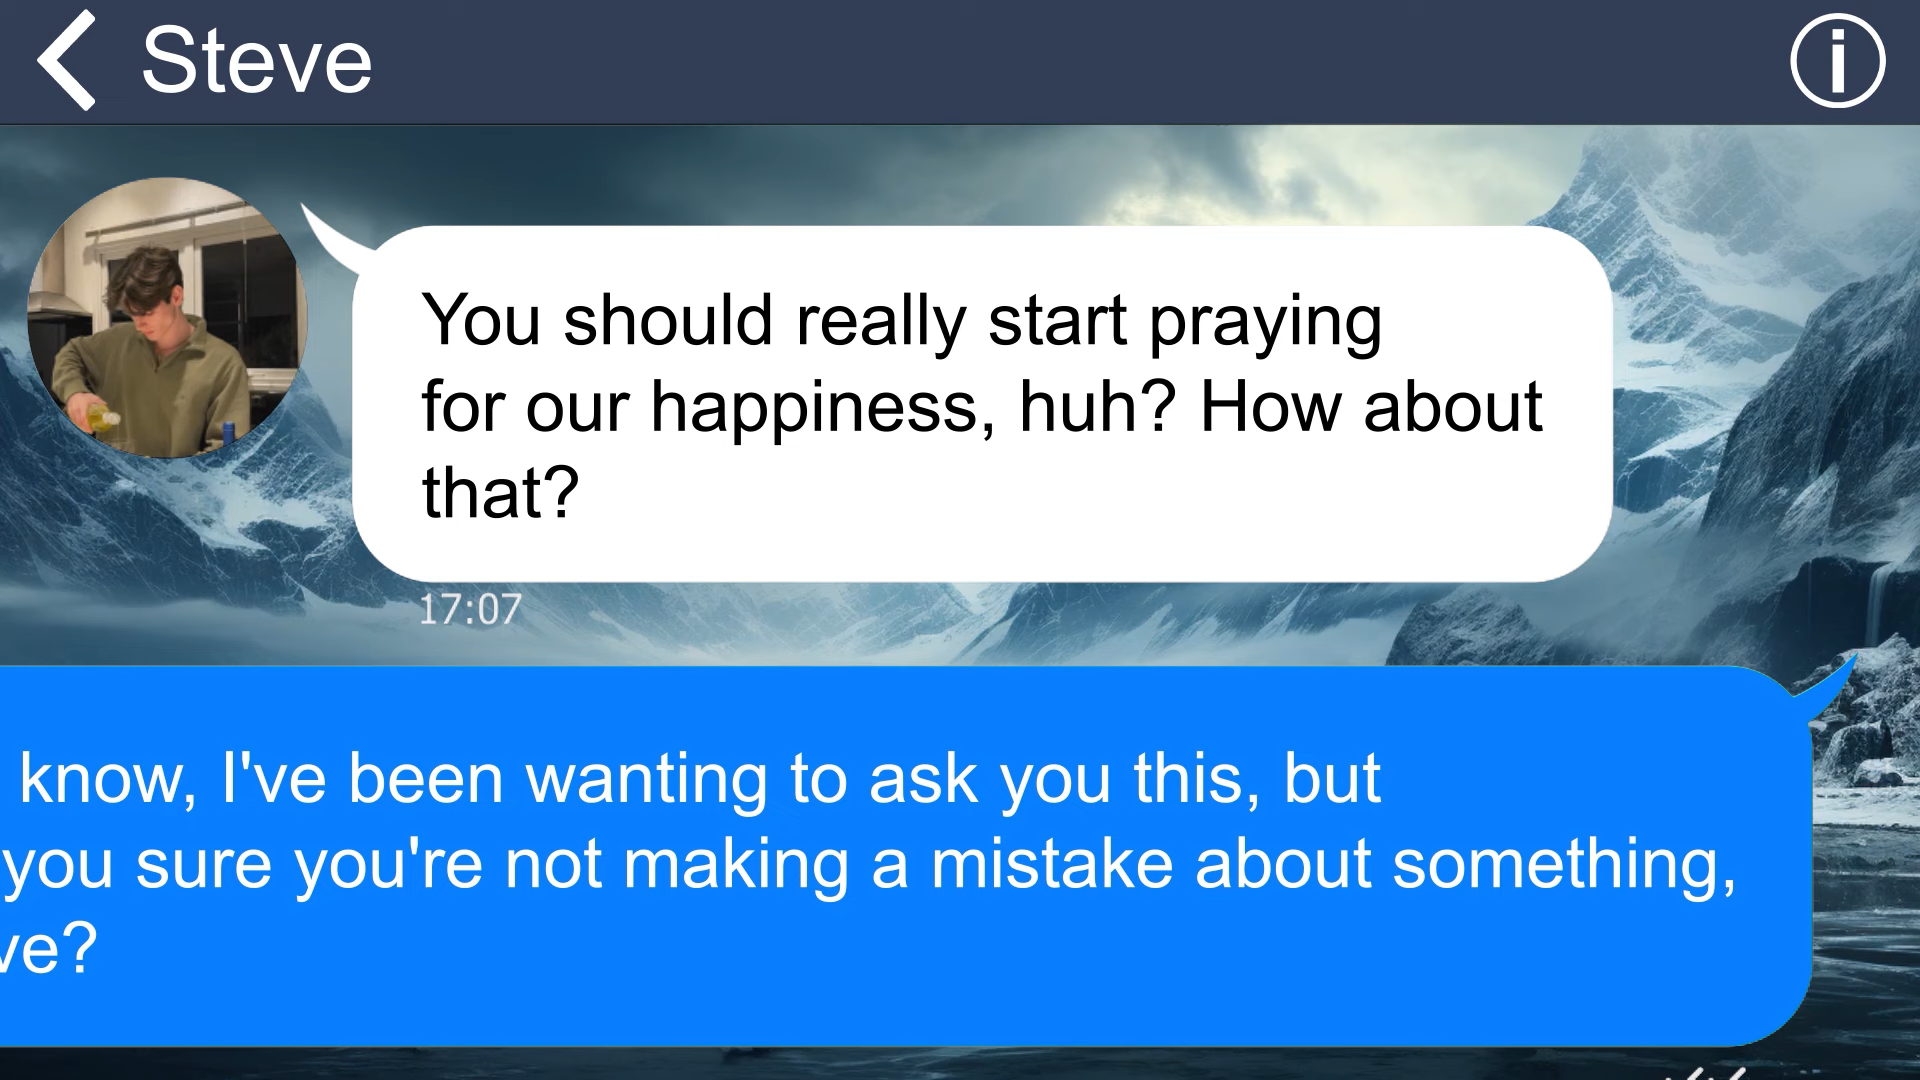 Steve
You should really start praying
for our happiness, huh? How about
that?
17:07
know, I've been wanting to ask you this, but
you sure you're not making a mistake about something,
ve?